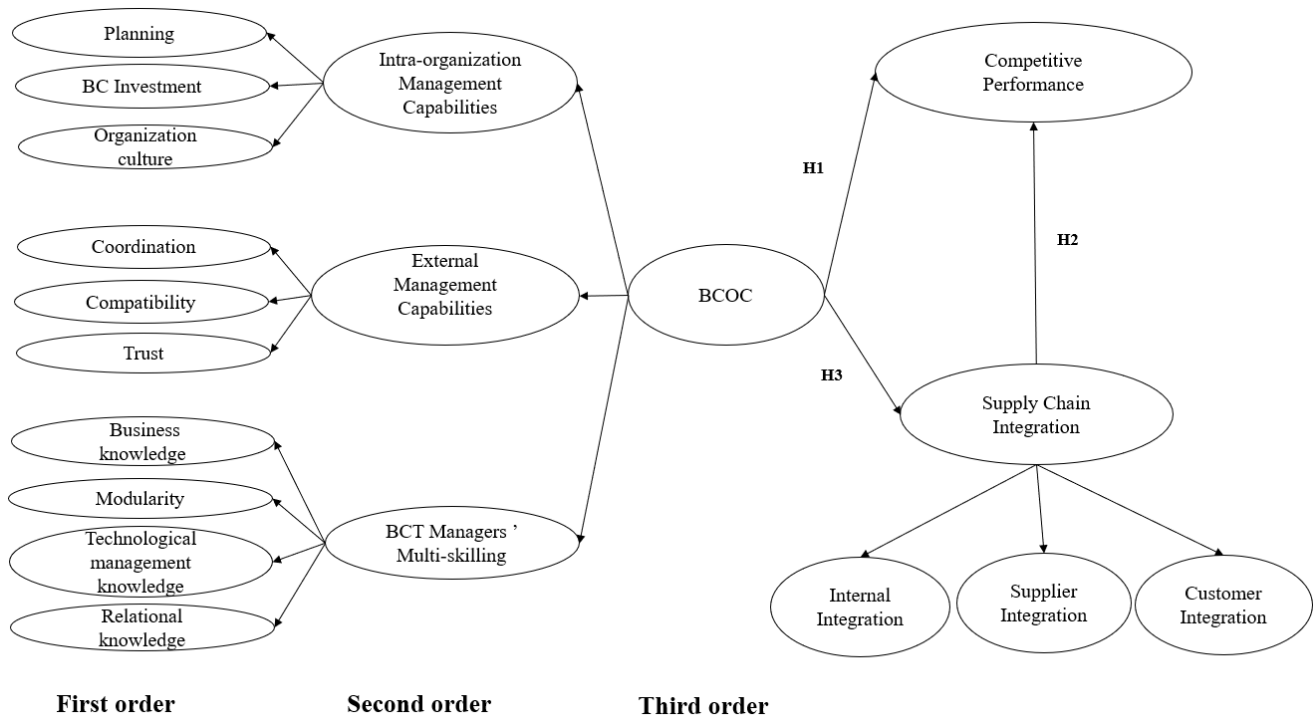 Planning
BC Investment
Organization
culture
Intra-organization
Management
Capabilities
Competitive
Performance
H1
H2
Coordination
Compatibility
Trust
External
Management
Capabilities
BCOC
H3
Supply Chain
Integration
Business
knowledge
Modularity
Technological
management
knowledge
Relational
knowledge
BCT Managers ’
Multi-skilling
Internal
Integration
Supplier
Integration
Customer
Integration
First order
Second order
Third order